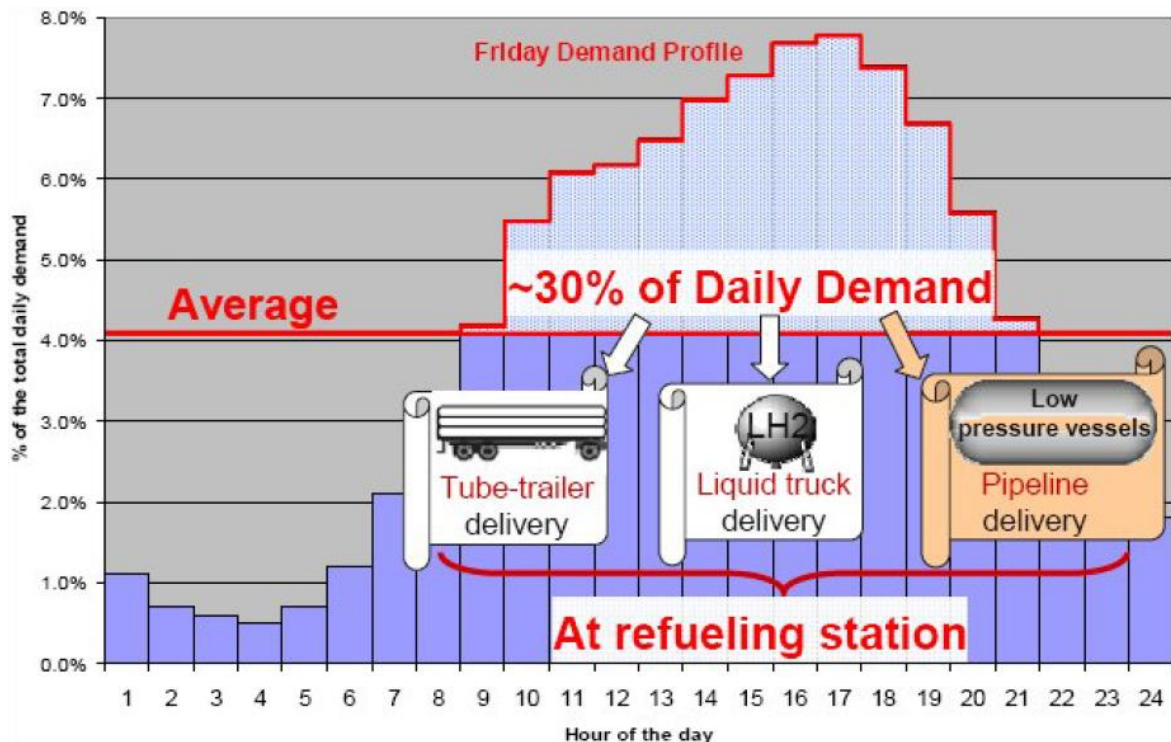 8.0%
Friday Demand Profile
7.0%
6.0%
5.0%
~30% of Daily Demand
Average
4.0%
3.0%
Low
pressure vessels
LH2
Tube-trailer
delivery
Liquid truck
delivery
Pipeline
delivery
2.0%
1.0%
At refueling station
0.0%
% of the total daily demand
1 2 3 4 5 6 7 8 9 10 11 12 13 14 15 16 17 18 19 20 21 22 23 24
Hour of the day